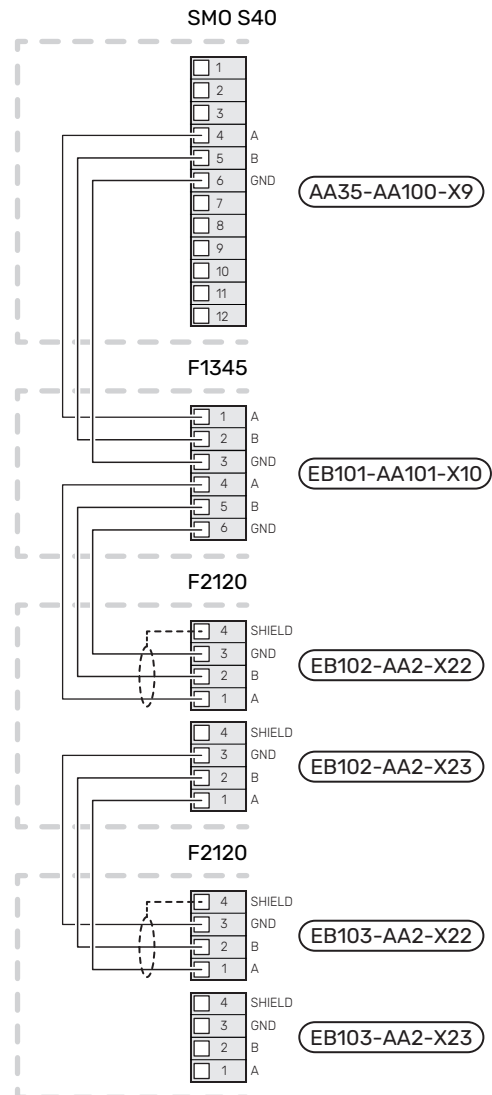 SMO S40
1
2
3
4 A
5 B
6 GND
AA35-AA100-X9
7
8
9
10
11
12
F1345
1 A
2 B
3 GND
EB101-AA101-X10
4 A
5 B
6 GND
F2120
4 SHIELD
3 GND
EB102-AA2-X22
2 B
1 A
4 SHIELD
3 GND
EB102-AA2-X23
2 B
1 A
F2120
4 SHIELD
3 GND
EB103-AA2-X22
2 B
1 A
4 SHIELD
3 GND
EB103-AA2-X23
2 B
1 A